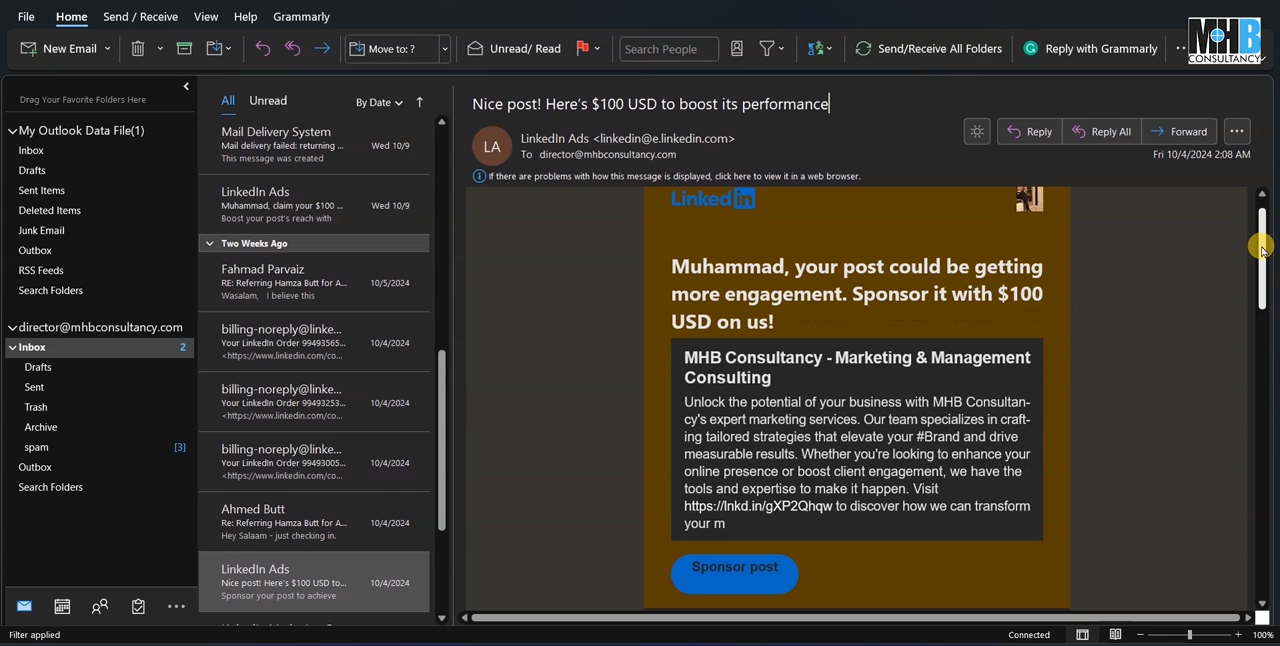 File Home Send / Receive View Help Grammarly
New Email Move to: ? Unread/ Read Search People Send/Receive All Folders Reply with Grammarly
MHB
CONSULTANCY
Drag Your Favorite Folders Here
My Outlook Data File(1)
Inbox
Drafts
Sent Items
Deleted Items
Junk Email
Outbox
RSS Feeds
Search Folders
director@mhbconsultancy.com
Inbox 2
Drafts
Sent
Trash
Archive
spam [3]
Outbox
Search Folders
All Unread By Date
Mail Delivery System
Mail delivery failed: returning ... Wed 10/9
This message was created
LinkedIn Ads
Muhammad, claim your $100 ... Wed 10/9
Boost your post's reach with
Two Weeks Ago
Fahmad Parvaiz
RE: Referring Hamza Butt for A... 10/5/2024
Wasalam, I believe this
billing-noreply@linke...
Your LinkedIn Order 99493565... 10/4/2024
<https://www.linkedin.com/co...
billing-noreply@linke...
Your LinkedIn Order 99493253... 10/4/2024
<https://www.linkedin.com/co...
billing-noreply@linke...
Your LinkedIn Order 99493005... 10/4/2024
<https://www.linkedin.com/co...
Ahmed Butt
Re: Referring Hamza Butt for A... 10/4/2024
Hey Salaam - just checking in.
LinkedIn Ads
Nice post! Here's $100 USD to... 10/4/2024
Sponsor your post to achieve
Nice post! Here's $100 USD to boost its performance
LA
LinkedIn Ads <linkedin@e.linkedin.com>
To director@mhbconsultancy.com
Reply Reply All Forward
Fri 10/4/2024 2:08 AM
If there are problems with how this message is displayed, click here to view it in a web browser.
Linked in
Muhammad, your post could be getting
more engagement. Sponsor it with $100
USD on us!
MHB Consultancy - Marketing & Management
Consulting
Unlock the potential of your business with MHB Consultan-
cy's expert marketing services. Our team specializes in craft-
ing tailored strategies that elevate your #Brand and drive
measurable results. Whether you're looking to enhance your
online presence or boost client engagement, we have the
tools and expertise to make it happen. Visit
https://lnkd.in/gXP2Qhqw to discover how we can transform
your m
Sponsor post
Filter applied
Connected
100%